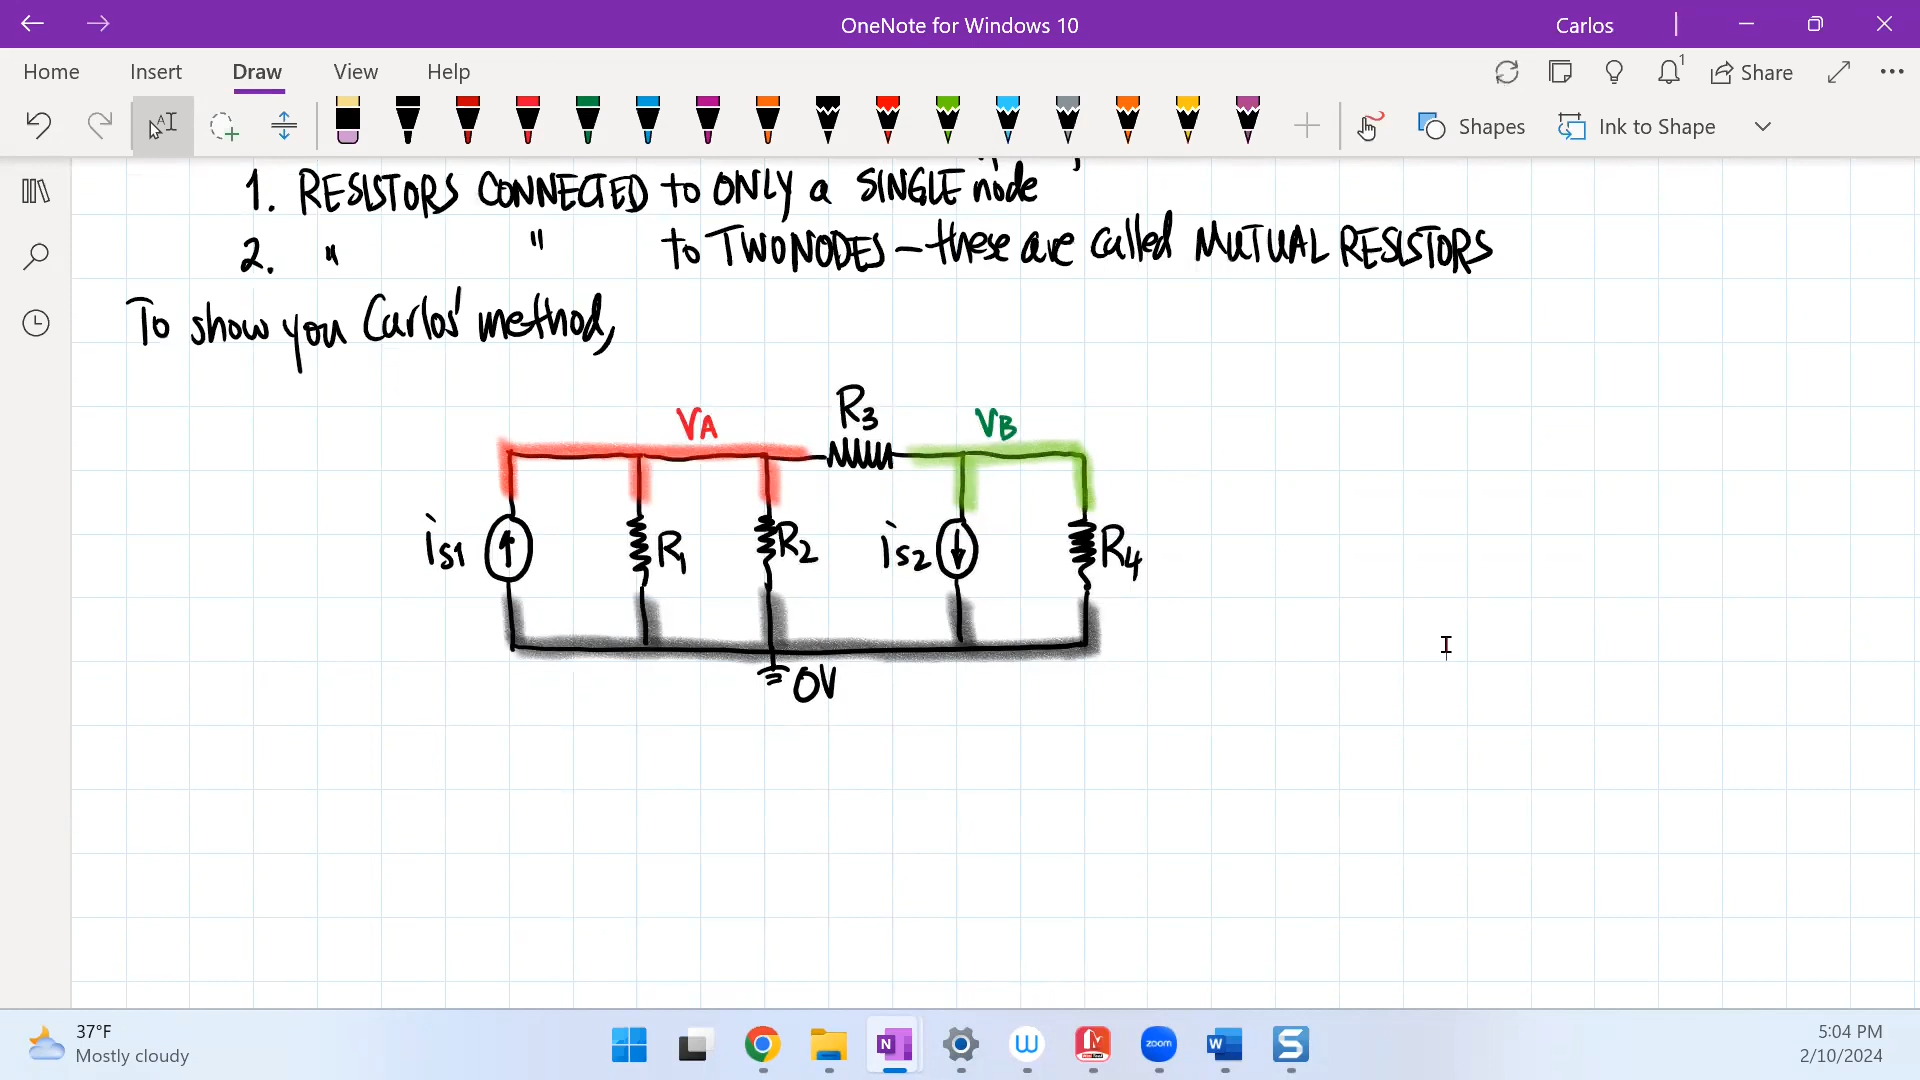 OneNote for Windows 10
Carlos
Home Insert Draw View Help
1
Share
Shapes
Ink to Shape
1. RESISTORS CONNECTED to ONLY a SINGLE node
2. " " to TWO NODES — these are called MUTUAL RESISTORS
To show you Carlos' method,
R3
VA
VB
is1
R1
R2
is2
R4
0V
37°F
Mostly cloudy
zoom
5:04 PM
2/10/2024